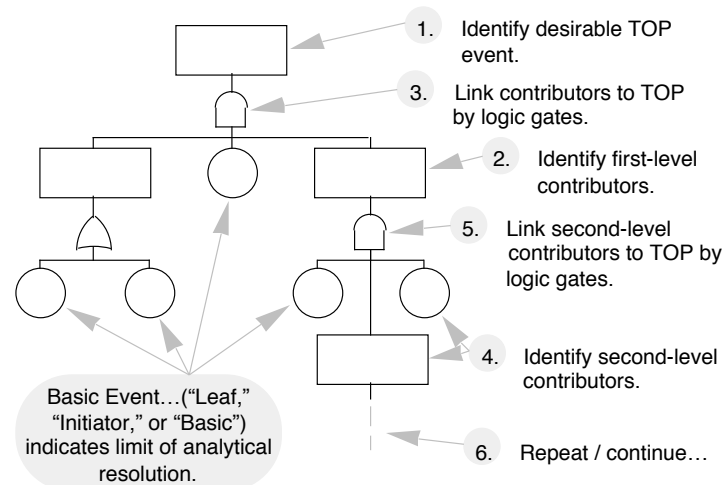 1. Identify desirable TOP
event.
3. Link contributors to TOP
by logic gates.
2. Identify first-level
contributors.
5. Link second-level
contributors to TOP by
logic gates.
4. Identify second-level
contributors.
Basic Event…(“Leaf,”
“Initiator,” or “Basic”)
indicates limit of analytical
resolution.
6. Repeat / continue…